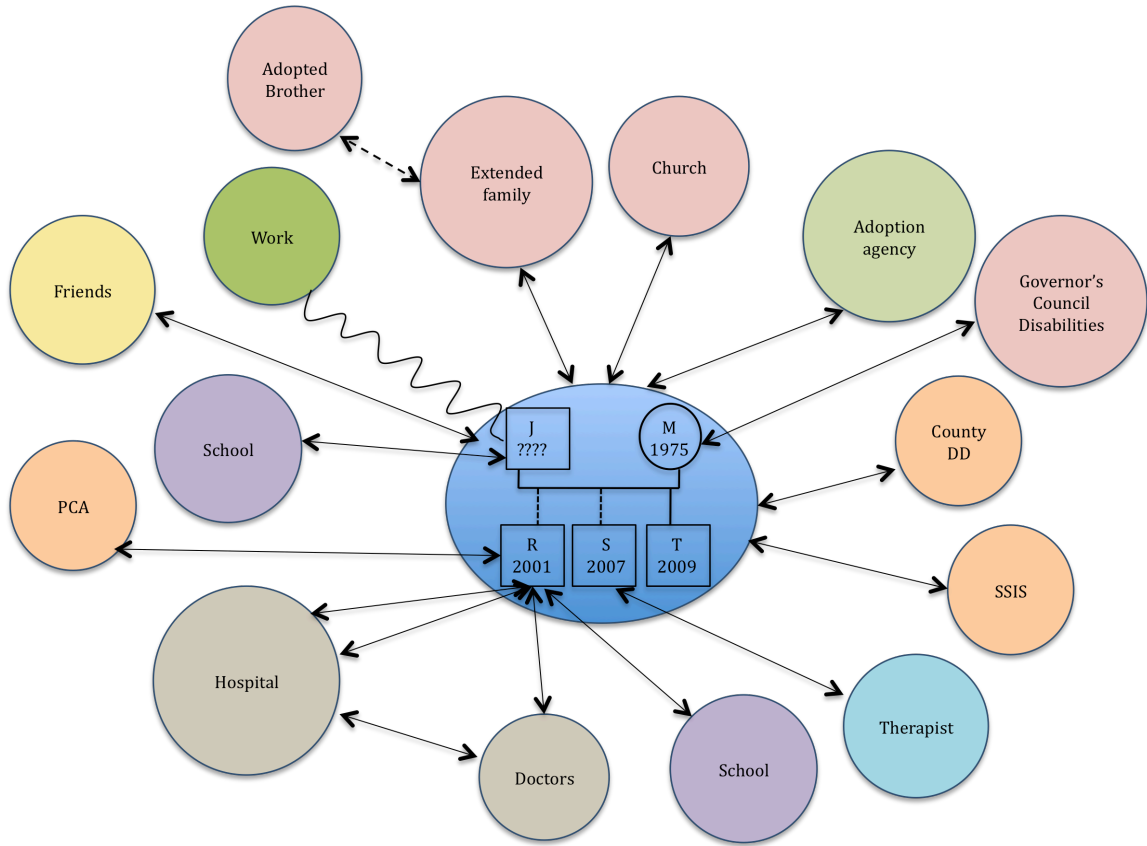 Adopted
Brother
Extended
family
Church
Work
Adoption
agency
Friends
Governor’s
Council
Disabilities
School
J
????
M
1975
County
DD
PCA
R
2001
S
2007
T
2009
SSIS
Hospital
Therapist
Doctors
School